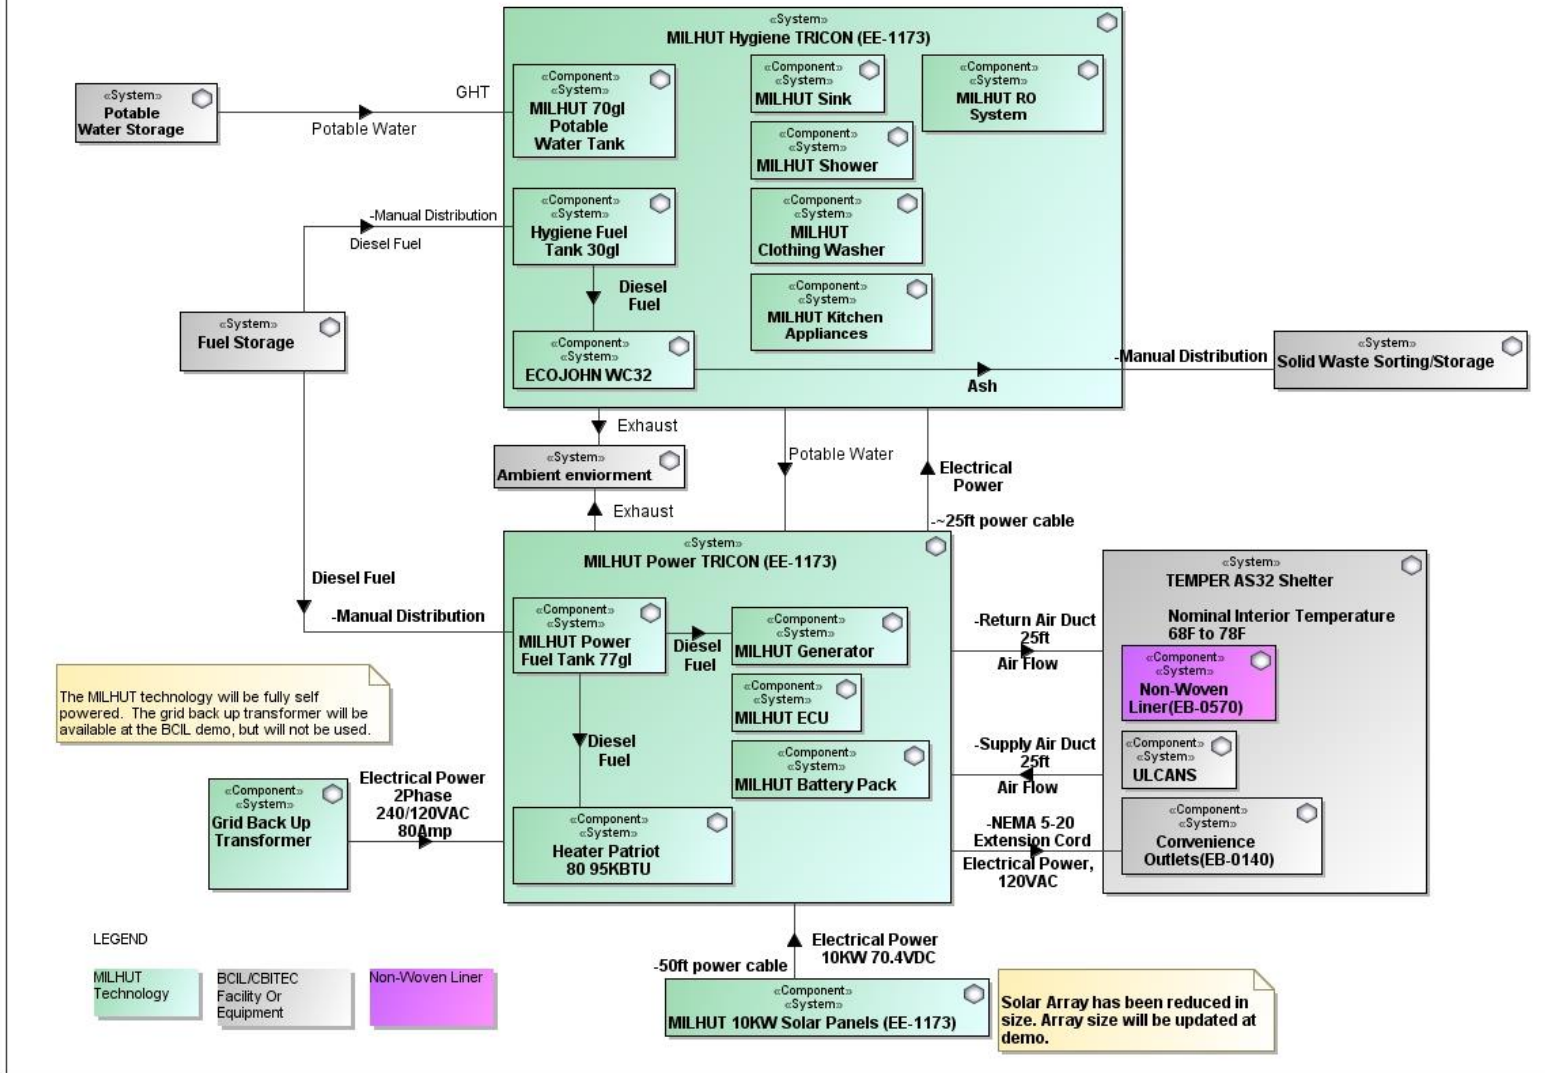 «System»
MILHUT Hygiene TRICON (EE-1173)
«System»
Potable
Water Storage
GHT
Potable Water
«Component»
«System»
MILHUT 70gl
Potable
Water Tank
«Component»
«System»
MILHUT Sink
«Component»
«System»
MILHUT RO
System
«Component»
«System»
MILHUT Shower
-Manual Distribution
Diesel Fuel
«Component»
«System»
Hygiene Fuel
Tank 30gl
«Component»
«System»
MILHUT
Clothing Washer
Diesel
Fuel
«Component»
«System»
MILHUT Kitchen
Appliances
«System»
Fuel Storage
«Component»
«System»
ECOJOHN WC32
Ash
-Manual Distribution
«System»
Solid Waste Sorting/Storage
Exhaust
«System»
Ambient enviorment
Exhaust
Potable Water
Electrical
Power
-~25ft power cable
«System»
MILHUT Power TRICON (EE-1173)
Diesel Fuel
-Manual Distribution
«Component»
«System»
MILHUT Power
Fuel Tank 77gl
Diesel
Fuel
«Component»
«System»
MILHUT Generator
«Component»
«System»
MILHUT ECU
Diesel
Fuel
«Component»
«System»
MILHUT Battery Pack
«Component»
«System»
Heater Patriot
80 95KBTU
-Return Air Duct
25ft
Air Flow
-Supply Air Duct
25ft
Air Flow
-NEMA 5-20
Extension Cord
Electrical Power,
120VAC
«System»
TEMPER AS32 Shelter
Nominal Interior Temperature
68F to 78F
«Component»
«System»
Non-Woven
Liner(EB-0570)
«Component»
«System»
ULCANS
«Component»
«System»
Convenience
Outlets(EB-0140)
The MILHUT technology will be fully self
powered. The grid back up transformer will be
available at the BCIL demo, but will not be used.
«Component»
«System»
Grid Back Up
Transformer
Electrical Power
2Phase
240/120VAC
80Amp
Electrical Power
10KW 70.4VDC
-50ft power cable
«Component»
«System»
MILHUT 10KW Solar Panels (EE-1173)
Solar Array has been reduced in
size. Array size will be updated at
demo.
LEGEND
MILHUT
Technology
BCIL/CBITEC
Facility Or
Equipment
Non-Woven Liner